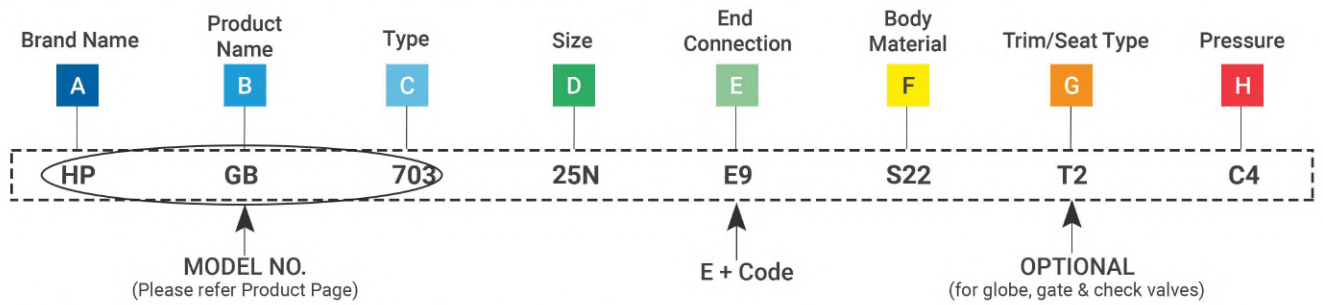 Brand Name Product Name Type Size End Connection Body Material Trim/Seat Type Pressure
A B C D E F G H
HP GB 703 25N E9 S22 T2 C4
MODEL NO.
(Please refer Product Page)
E + Code
OPTIONAL
(for globe, gate & check valves)